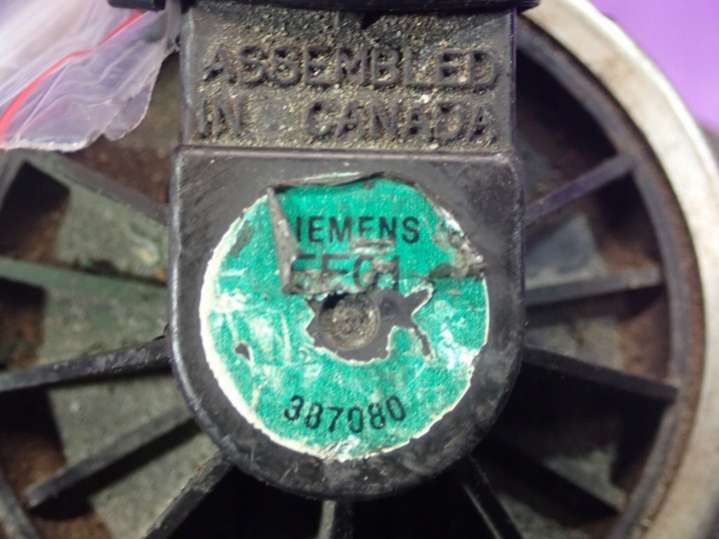 ASSEMBLED
IN CANADA
IEMENS
387080